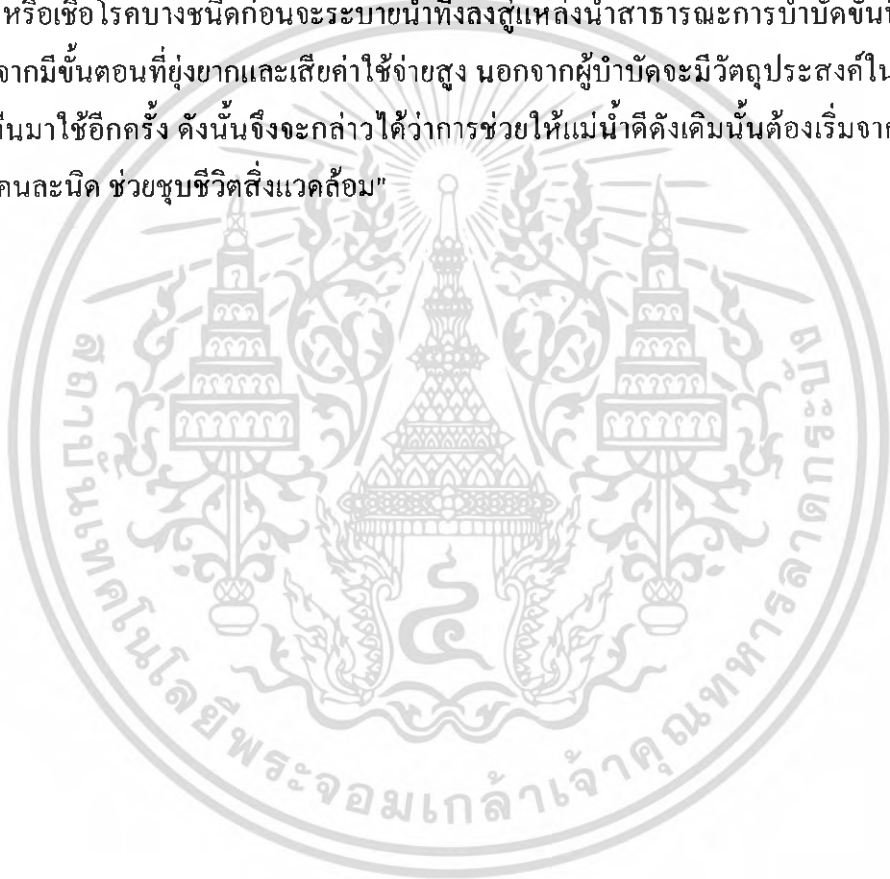 หรือเชื้อโรคบางชนิดก่อนจะระบายน้ำทิ้งลงสู่แหล่งน้ำสาธารณะการบำบัดขั้น
จากมีขั้นตอนที่ยุ่งยากและเสียค่าใช้จ่ายสูง นอกจากผู้บำบัดจะมีวัตถุประสงค์ใน
คืนมาใช้อีกครั้ง ดังนั้นจึงจะกล่าวได้ว่าการช่วยให้แม่น้ำดีดังเดิมนั้นต้องเริ่มจาก
คนละนิด ช่วยชุบชีวิตสิ่งแวดล้อม"
สถาบันเทคโนโลยีพระจอมเกล้าเจ้าคุณทหารลาดกระบัง
๔